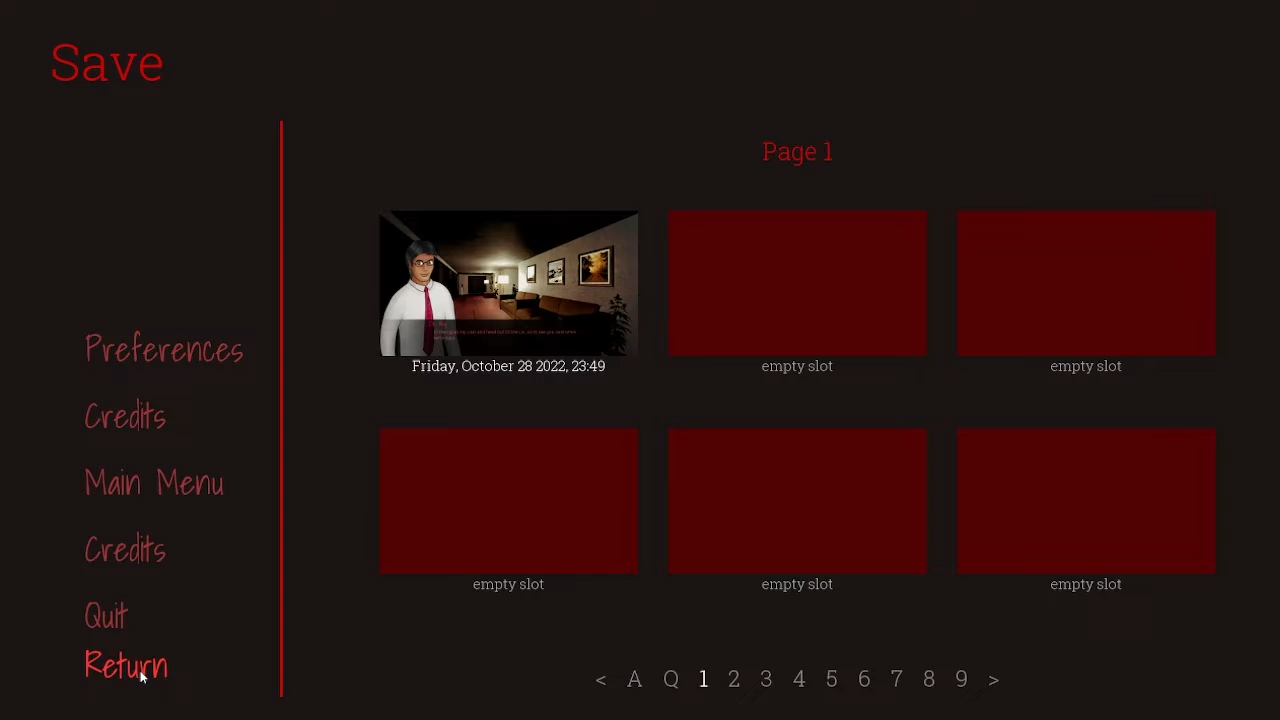 Save
Page 1
Friday, October 28 2022, 23:49
empty slot
empty slot
Preferences
Credits
Main Menu
Credits
Quit
Return
empty slot
empty slot
empty slot
< A Q 1 2 3 4 5 6 7 8 9 >